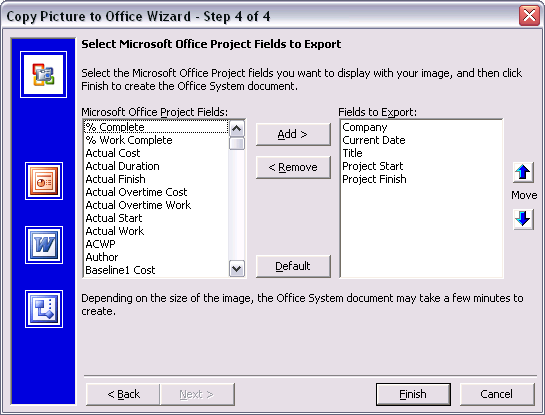 Copy Picture to Office Wizard - Step 4 of 4
Select Microsoft Office Project Fields to Export
Select the Microsoft Office Project fields you want to display with your image, and then click
Finish to create the Office System document.
Microsoft Office Project Fields:
% Complete
% Work Complete
Actual Cost
Actual Duration
Actual Finish
Actual Overtime Cost
Actual Overtime Work
Actual Start
Actual Work
ACWP
Author
Baseline1 Cost
Add >
< Remove
Default
Fields to Export:
Company
Current Date
Title
Project Start
Project Finish
Move
Depending on the size of the image, the Office System document may take a few minutes to
create.
< Back
Next >
Finish
Cancel